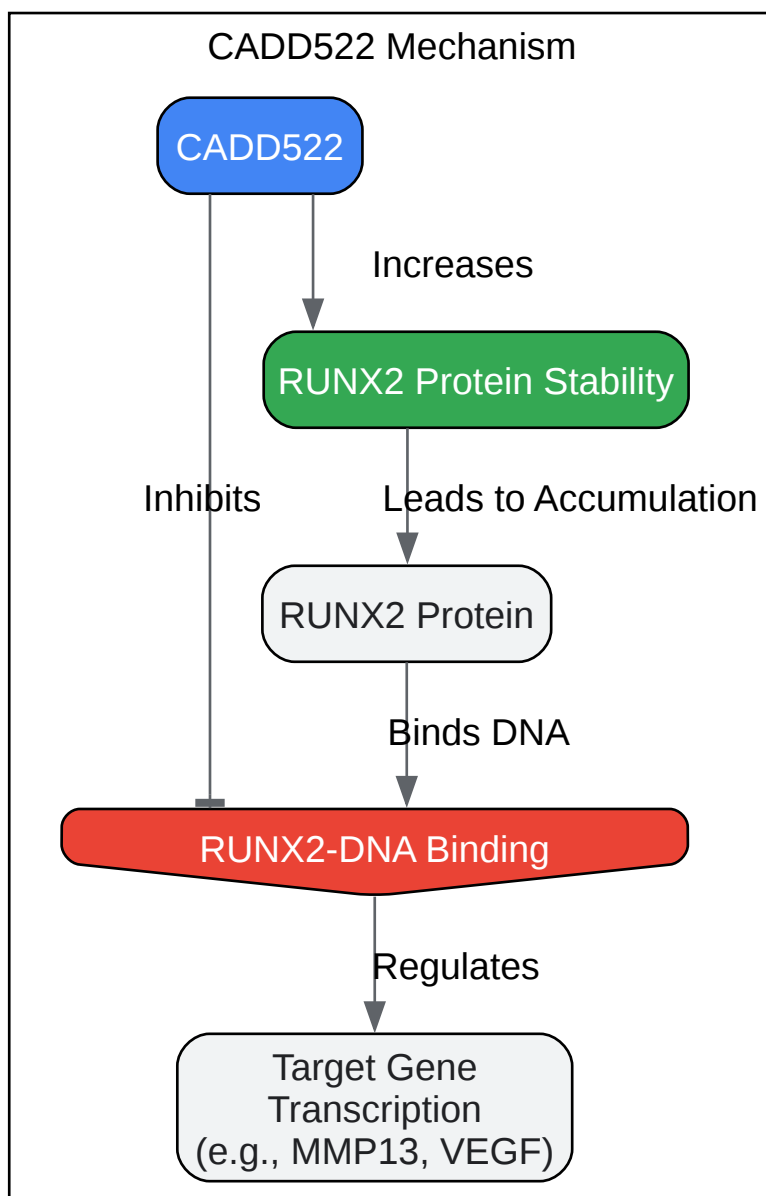 CADD522 Mechanism
CADD522
Increases
RUNX2 Protein Stability
Inhibits
Leads to Accumulation
RUNX2 Protein
Binds DNA
RUNX2-DNA Binding
Regulates
Target Gene
Transcription
(e.g., MMP13, VEGF)